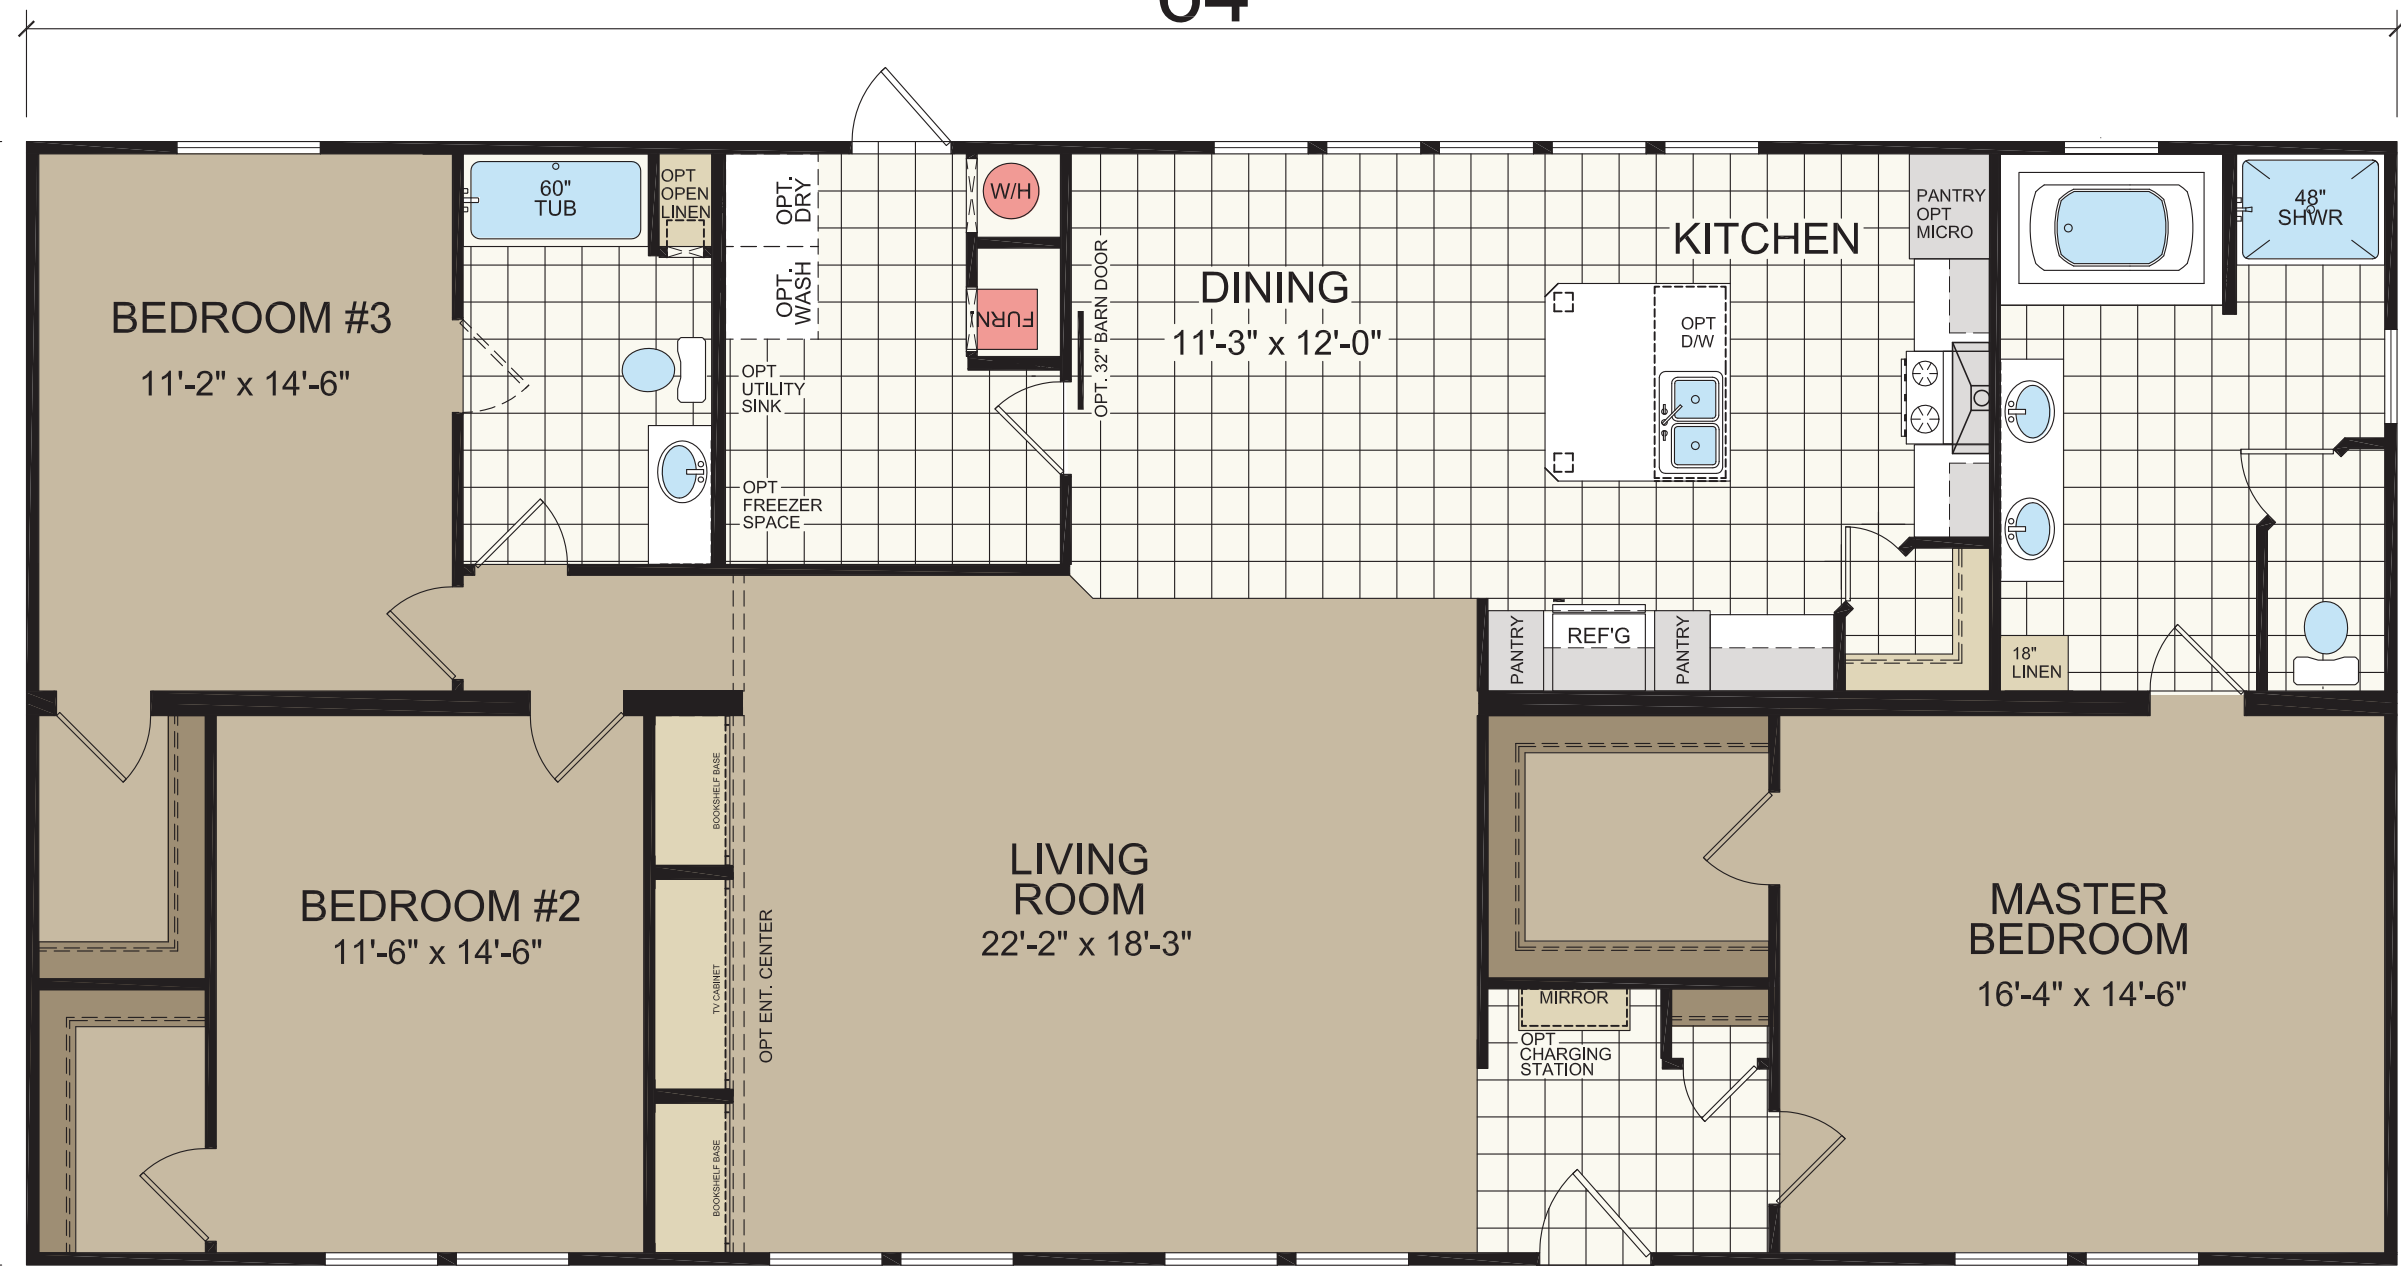 64
OPT
OPEN
LINEN
60"
TUB
OPT.
DRY
OPT.
WASH
W/H
FURN
OPT. 32" BARN DOOR
BEDROOM #3
11'-2" x 14'-6"
OPT
UTILITY
SINK
OPT
FREEZER
SPACE
DINING
11'-3" x 12'-0"
KITCHEN
OPT
D/W
PANTRY
OPT
MICRO
48"
SHWR
PANTRY
REF'G
PANTRY
18"
LINEN
BEDROOM #2
11'-6" x 14'-6"
BOOKSHELF BASE
TV CABINET
BOOKSHELF BASE
OPT ENT. CENTER
LIVING
ROOM
22'-2" x 18'-3"
MIRROR
OPT
CHARGING
STATION
MASTER
BEDROOM
16'-4" x 14'-6"